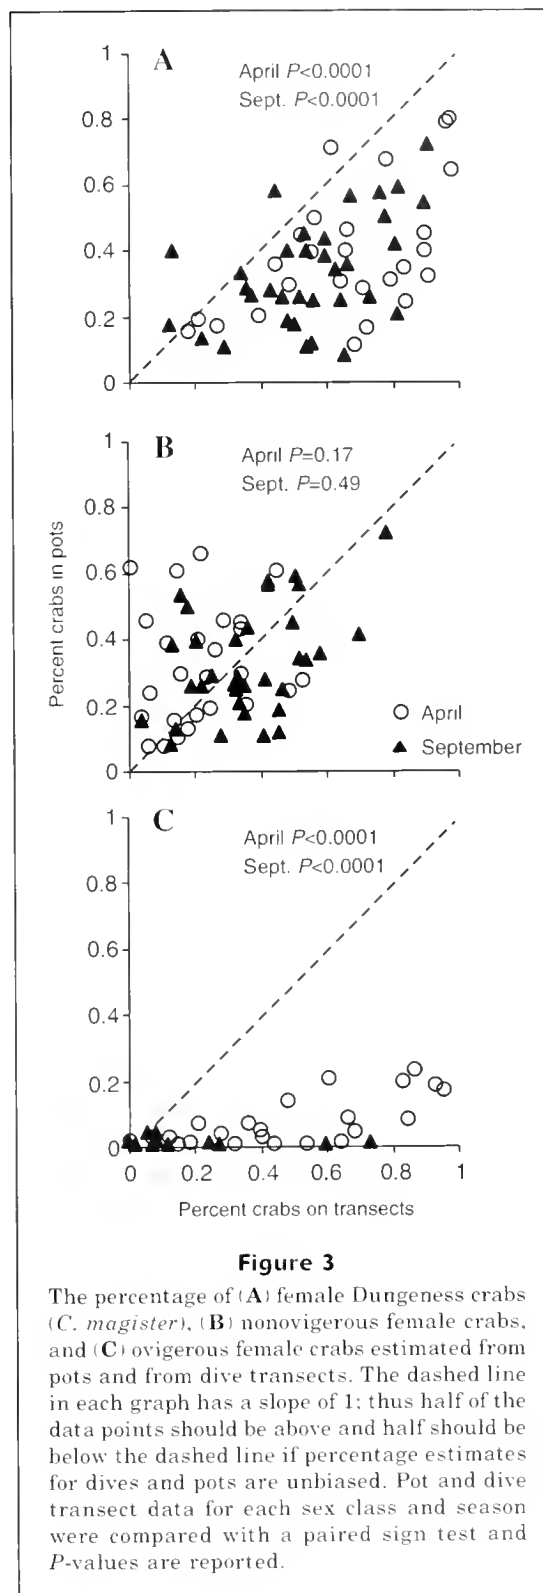 A
April P<0.0001
Sept. P<0.0001
1
0.8
0.6
0.4
0.2
0
B
April P=0.17
Sept. P=0.49
1
0.8
0.6
0.4
0.2
0
Percent crabs in pots
April
September
C
April P<0.0001
Sept. P<0.0001
1
0.8
0.6
0.4
0.2
0
0 0.2 0.4 0.6 0.8 1
Percent crabs on transects
Figure 3
The percentage of (A) female Dungeness crabs
(C. magister), (B) nonovigerous female crabs,
and (C) ovigerous female crabs estimated from
pots and from dive transects. The dashed line
in each graph has a slope of 1; thus half of the
data points should be above and half should be
below the dashed line if percentage estimates
for dives and pots are unbiased. Pot and dive
transect data for each sex class and season
were compared with a paired sign test and
P-values are reported.